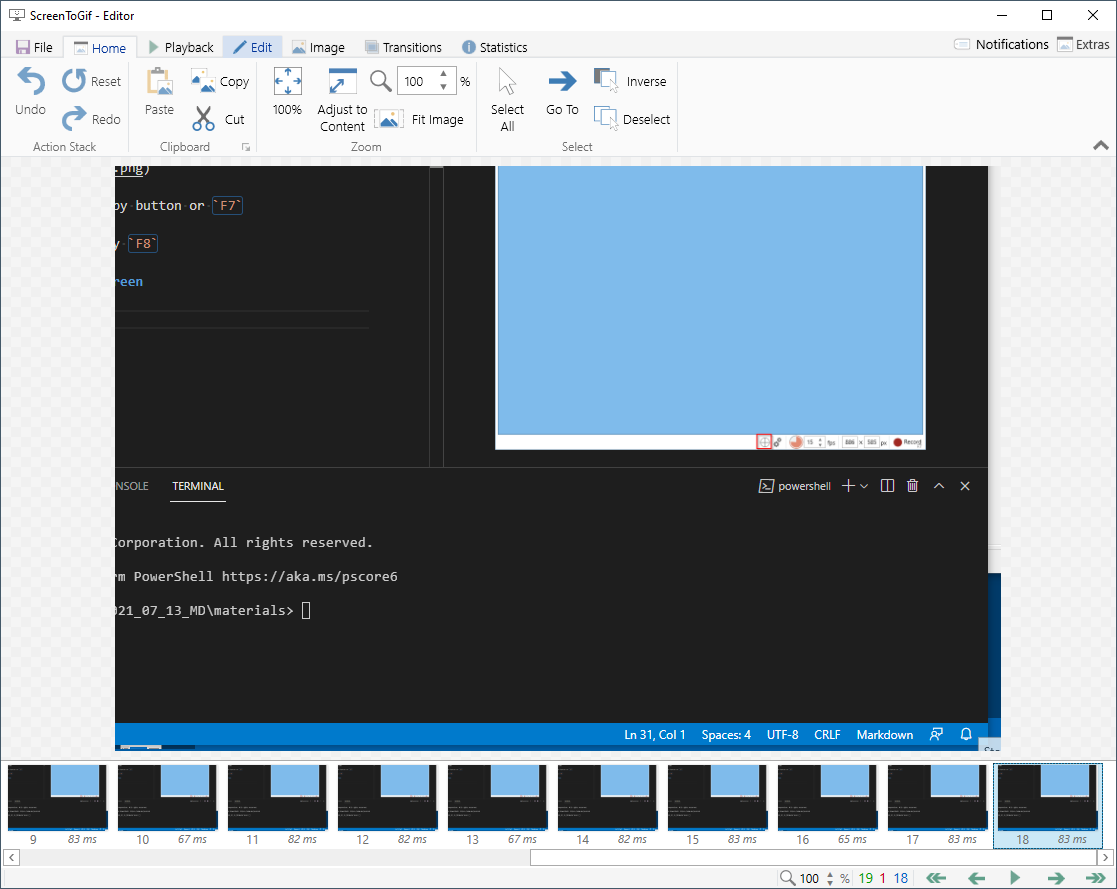 ScreenToGif - Editor
File Home Playback Edit Image Transitions Statistics Notifications Extras
Undo Reset Redo Paste Copy Cut 100% Adjust to Content 100 % Fit Image Select All Go To Inverse Deselect
Action Stack Clipboard Zoom Select
.png)
by button or `F7`
y `F8`
reen
15 fps 886 x 585 px Record
NSOLE TERMINAL powershell
Corporation. All rights reserved.
rm PowerShell https://aka.ms/pscore6
021_07_13_MD\materials>
Ln 31, Col 1 Spaces: 4 UTF-8 CRLF Markdown
9 83 ms 10 67 ms 11 82 ms 12 82 ms 13 67 ms 14 82 ms 15 83 ms 16 65 ms 17 83 ms 18 83 ms
100 % 19 1 18